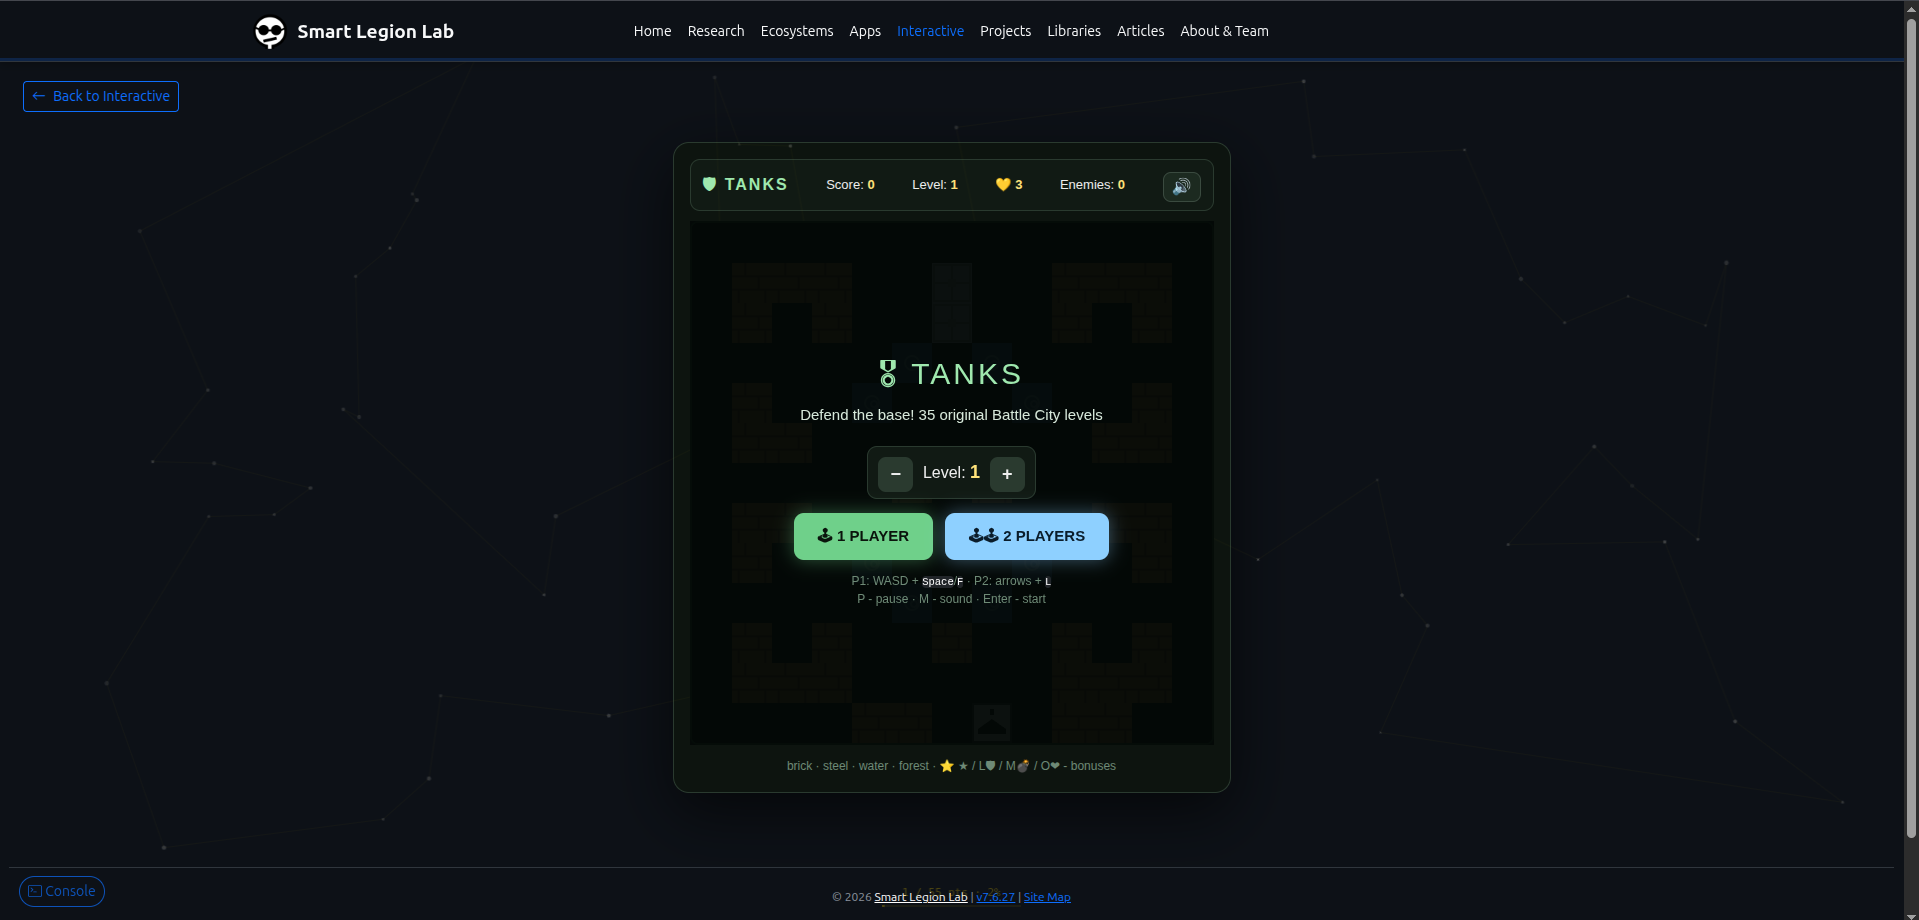 Smart Legion Lab
Home Research Ecosystems Apps Interactive Projects Libraries Articles About & Team
← Back to Interactive
TANKS Score: 0 Level: 1 💛 3 Enemies: 0
🎖 TANKS
Defend the base! 35 original Battle City levels
− Level: 1 +
🕹 1 PLAYER 🕹🕹 2 PLAYERS
P1: WASD + Space/F · P2: arrows + L
P - pause · M - sound · Enter - start
brick · steel · water · forest · ⭐ ★ / L🛡 / M💣 / O❤ - bonuses
Console
© 2026 Smart Legion Lab | v7.6.27 | Site Map